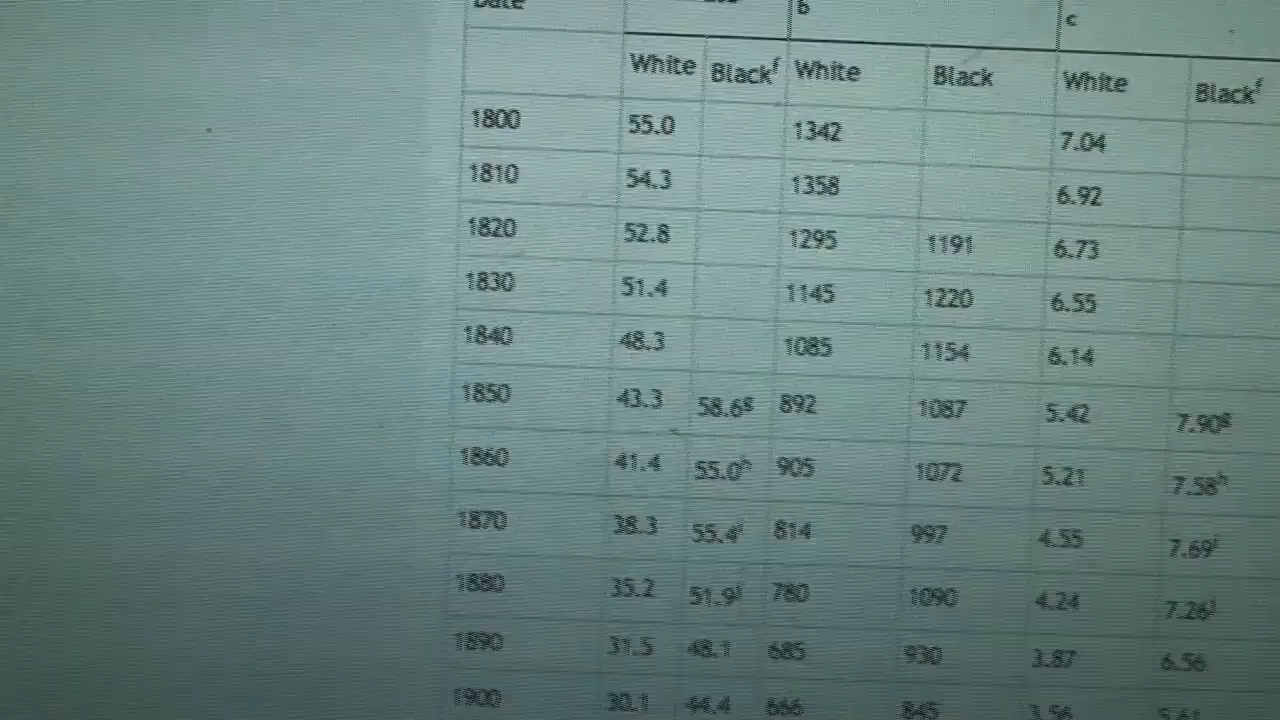 Date b c
White Black^f White Black White Black^f
1800 55.0 1342 7.04
1810 54.3 1358 6.92
1820 52.8 1295 1191 6.73
1830 51.4 1145 1220 6.55
1840 48.3 1085 1154 6.14
1850 43.3 58.6^g 892 1087 5.42 7.90^g
1860 41.4 55.0^h 905 1072 5.21 7.58^h
1870 38.3 55.4^i 814 997 4.55 7.69^i
1880 35.2 51.9^j 780 1090 4.24 7.26^j
1890 31.5 48.1 685 930 3.87 6.56
1900 30.1 44.4 666 845 3.56